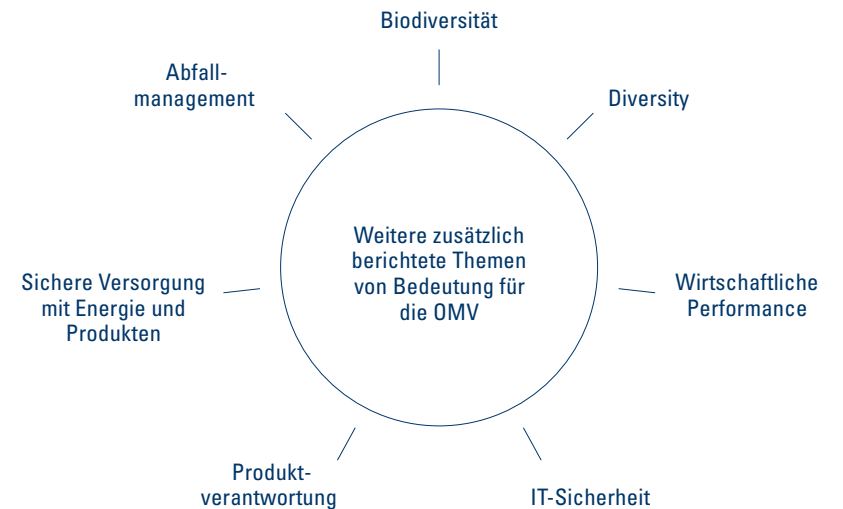 Biodiversität
Abfall-
management
Diversity
Weitere zusätzlich
berichtete Themen
von Bedeutung für
die OMV
Sichere Versorgung
mit Energie und
Produkten
Wirtschaftliche
Performance
Produkt-
verantwortung
IT-Sicherheit